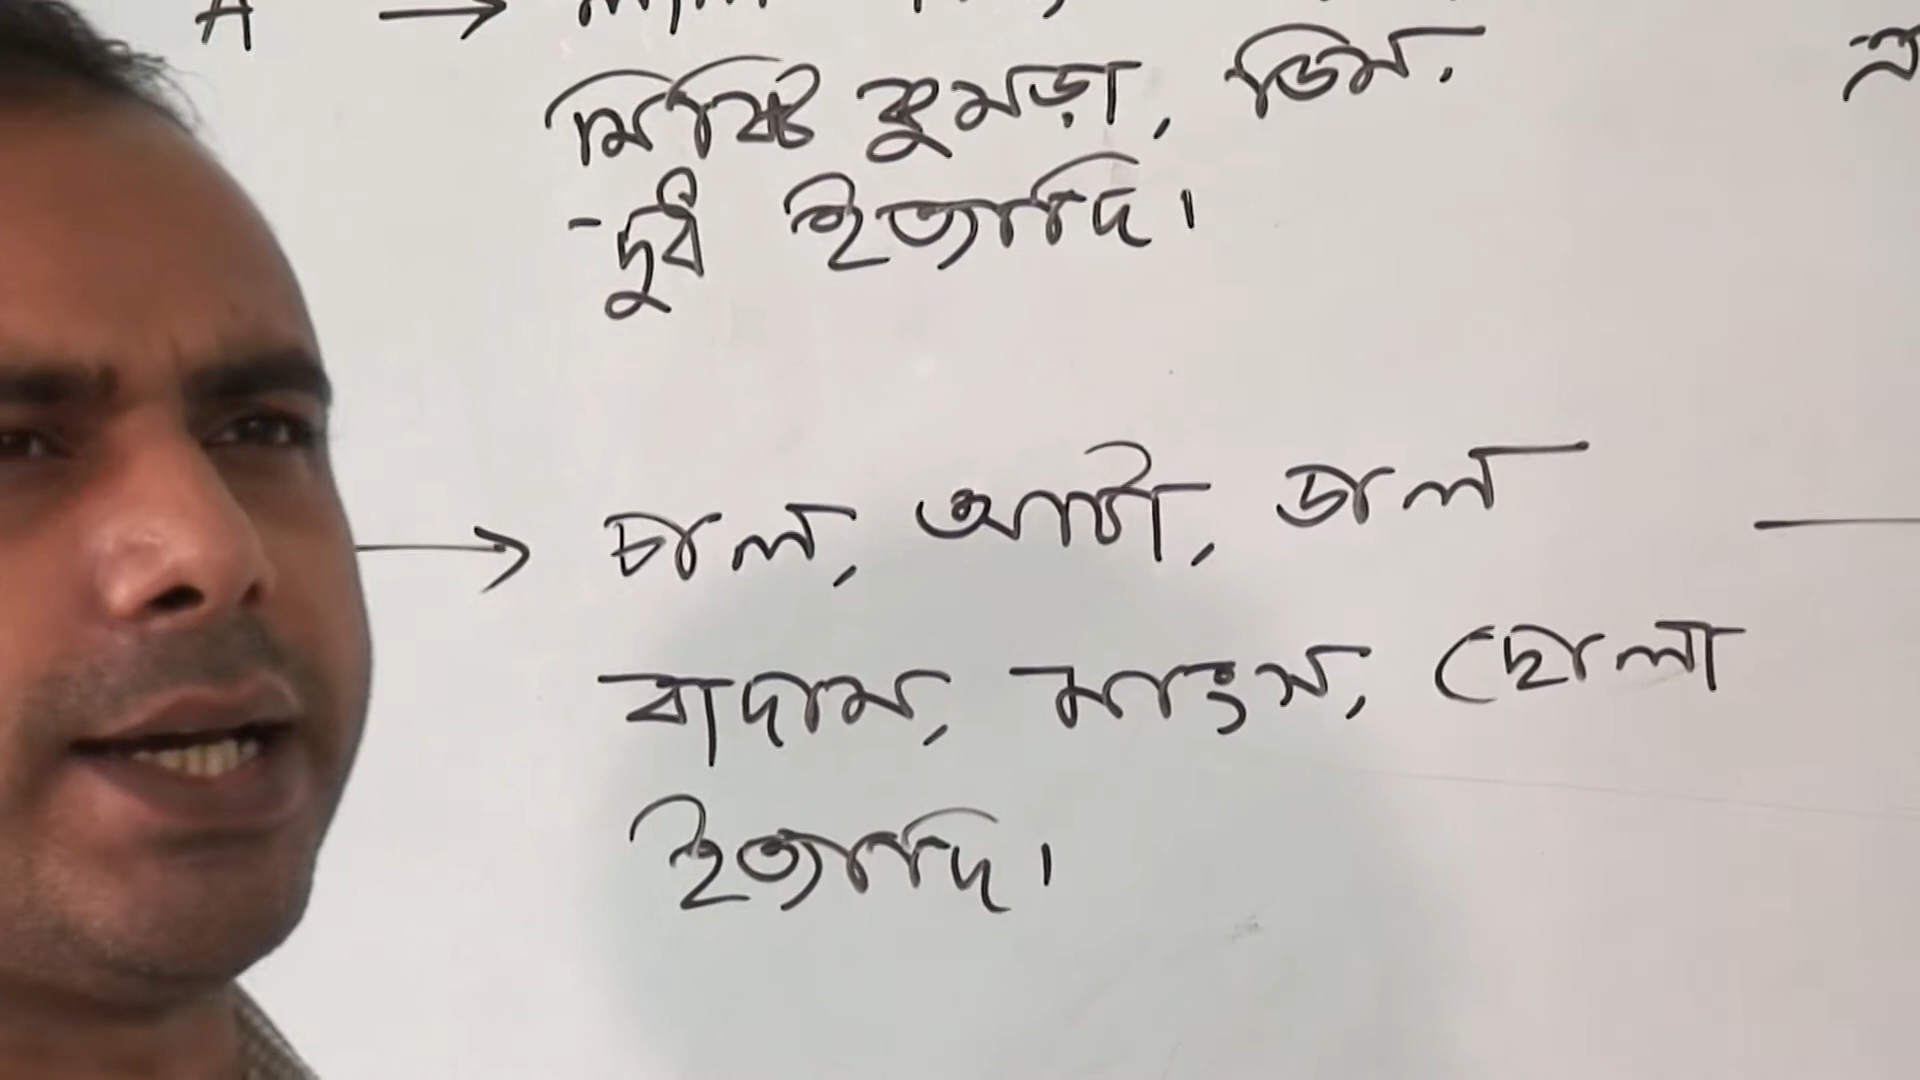 A →
মিষ্টি কুমড়া, ডিম.
দুধ ইত্যাদি।
→ চাল, আটা, ডাল
বাদাম, মাংস, ছোলা
ইত্যাদি।